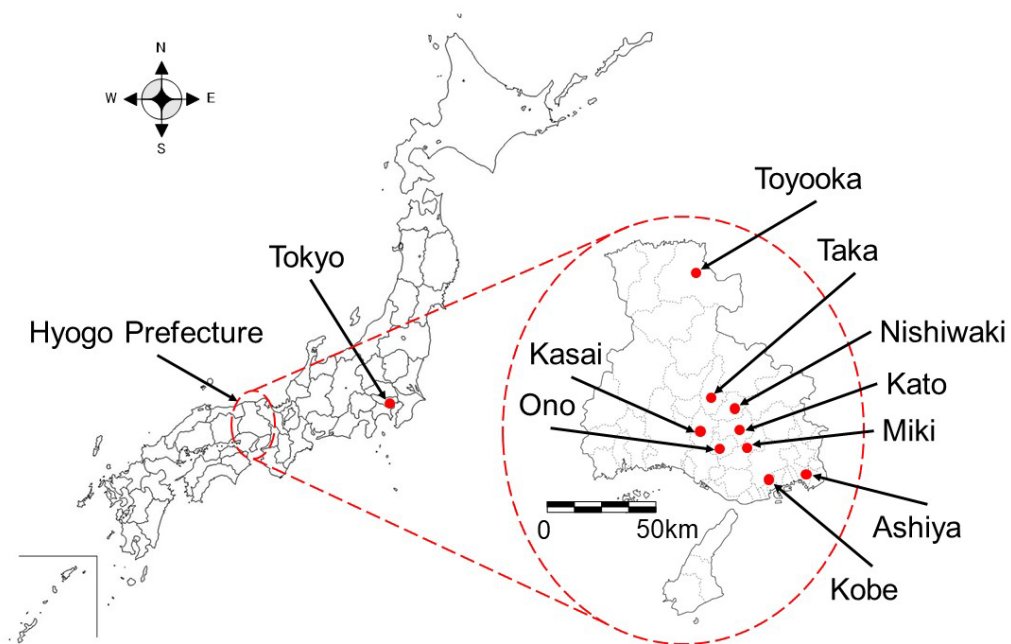 N
W E
S
Toyooka
Taka
Tokyo
Nishiwaki
Hyogo Prefecture
Kasai
Kato
Ono
Miki
0 50km
Ashiya
Kobe